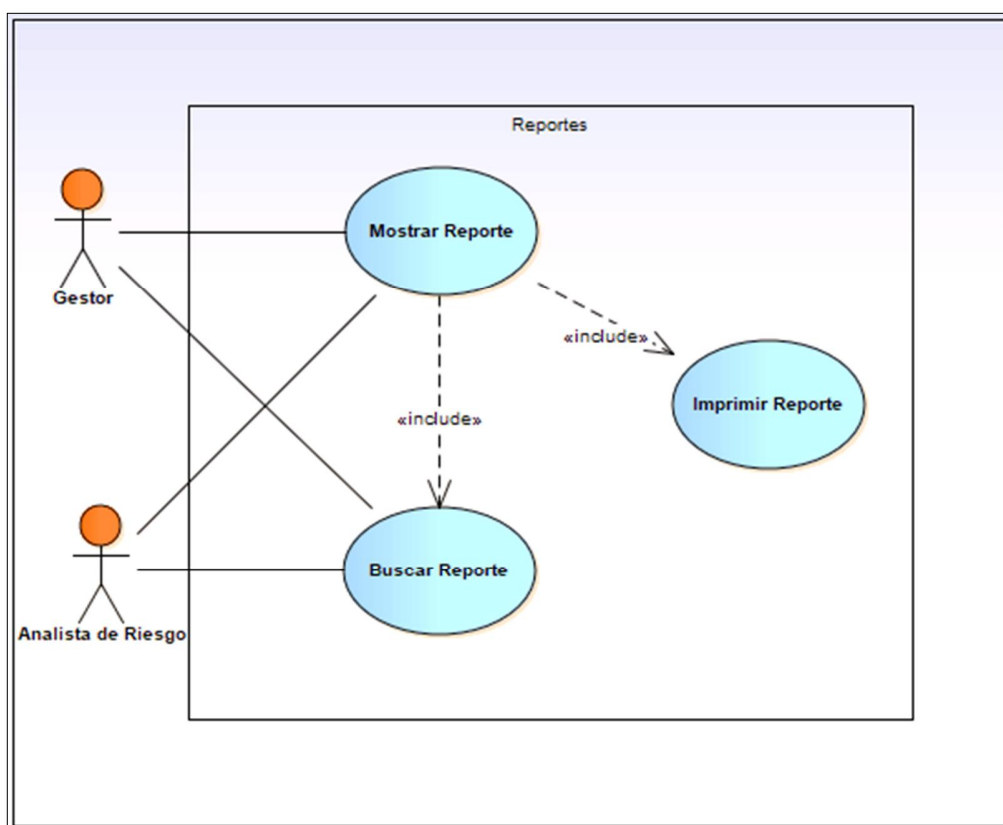 Reportes
Mostrar Reporte
Gestor
«include»
Imprimir Reporte
«include»
Buscar Reporte
Analista de Riesgo